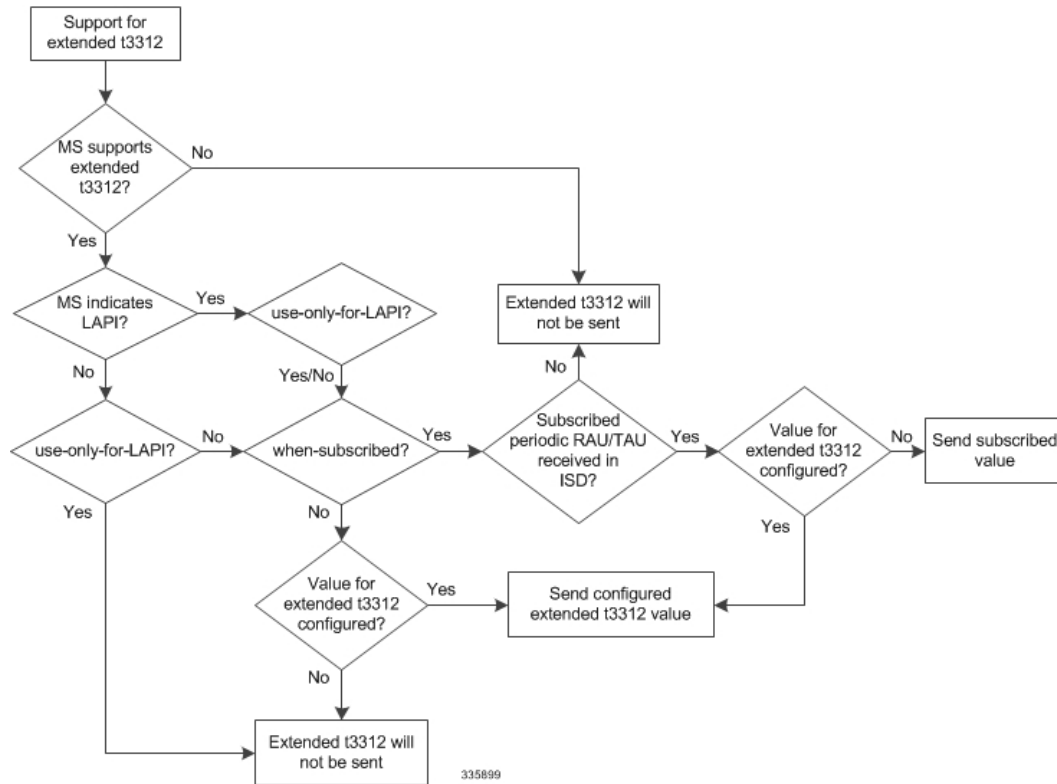 Support for
extended t3312
MS supports
extended
t3312?
No
Yes
MS indicates
LAPI?
Yes
use-only-for-LAPI?
Extended t3312 will
not be sent
No
Yes/No
No
use-only-for-LAPI?
No
when-subscribed?
Yes
Subscribed
periodic RAU/TAU
received in
ISD?
Yes
Value for
extended t3312
configured?
No
Send subscribed
value
Yes
No
Yes
Value for
extended t3312
configured?
Yes
Send configured
extended t3312 value
No
Extended t3312 will
not be sent
335899